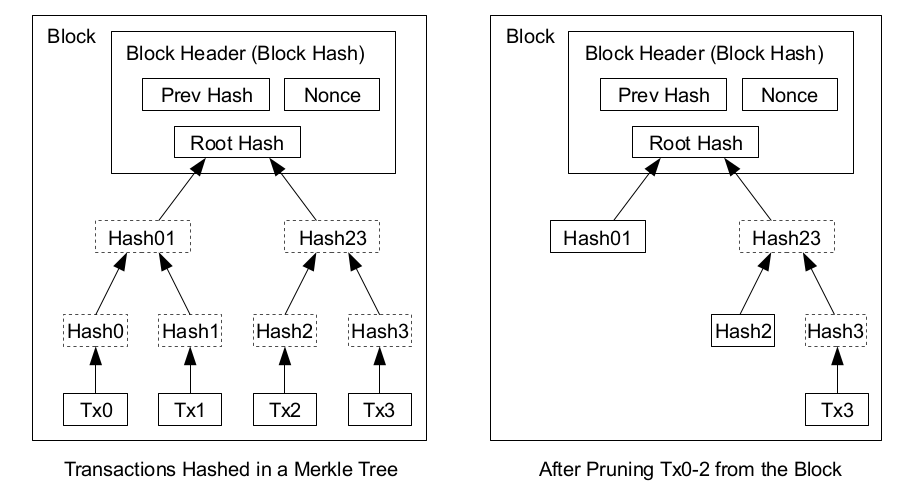 Block
Block Header (Block Hash)
Prev Hash
Nonce
Root Hash
Hash01
Hash23
Hash0
Hash1
Hash2
Hash3
Tx0
Tx1
Tx2
Tx3
Transactions Hashed in a Merkle Tree
Block
Block Header (Block Hash)
Prev Hash
Nonce
Root Hash
Hash01
Hash23
Hash2
Hash3
Tx3
After Pruning Tx0-2 from the Block